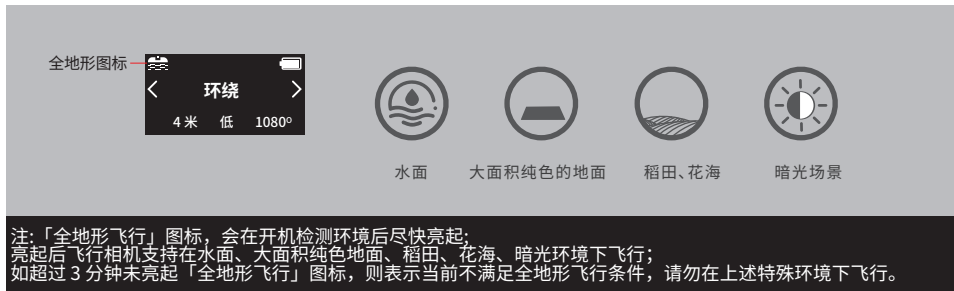 全地形图标
环绕
4 米 低 1080º
水面 大面积纯色的地面 稻田、花海 暗光场景
注:「全地形飞行」图标，会在开机检测环境后尽快亮起;
亮起后飞行相机支持在水面、大面积纯色地面、稻田、花海、暗光环境下飞行；
如超过 3 分钟未亮起「全地形飞行」图标，则表示当前不满足全地形飞行条件，请勿在上述特殊环境下飞行。